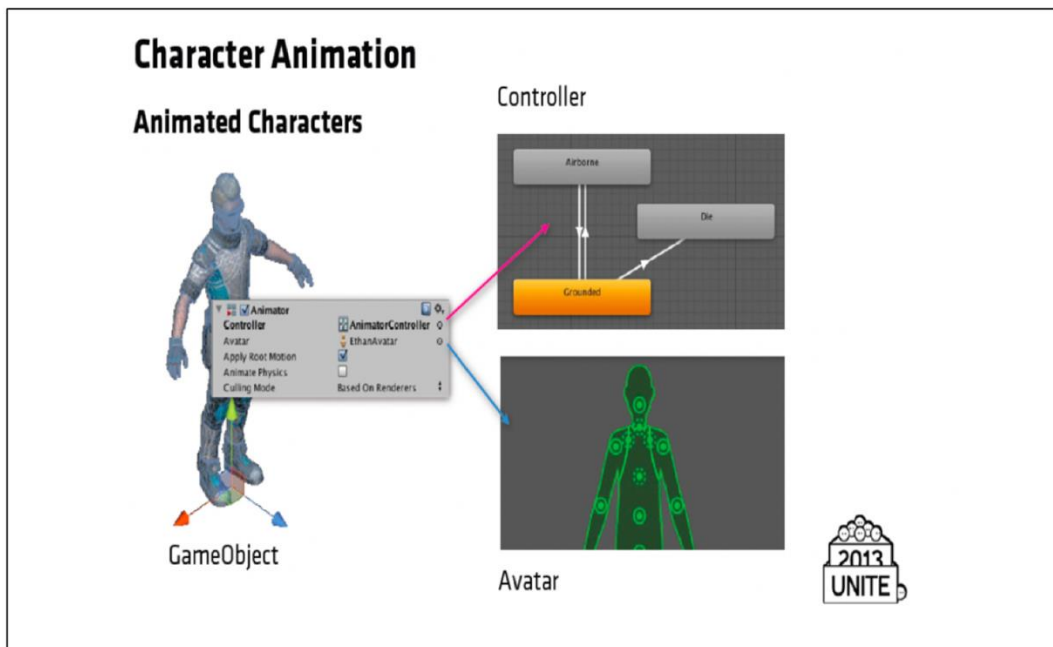 Character Animation
Animated Characters
Controller
Airborne
Die
Grounded
Animator
Controller AnimatorController
Avatar EthanAvatar
Apply Root Motion
Animate Physics
Culling Mode Based On Renderers
GameObject
Avatar
2013
UNITE